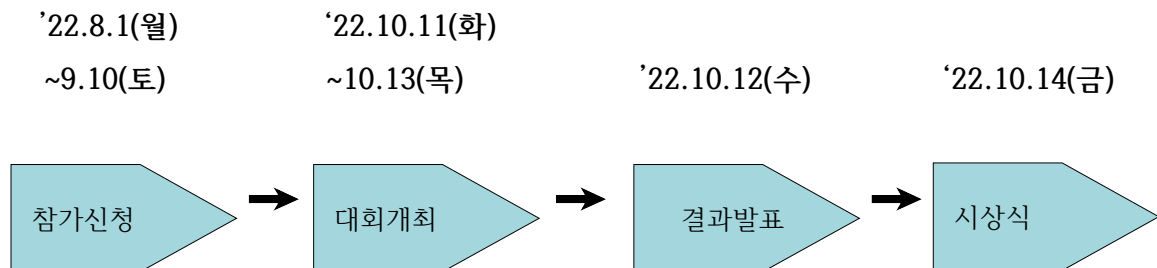 ’22.8.1(월)
~9.10(토)
‘22.10.11(화)
~10.13(목)
’22.10.12(수)
‘22.10.14(금)
참가신청
대회개최
결과발표
시상식